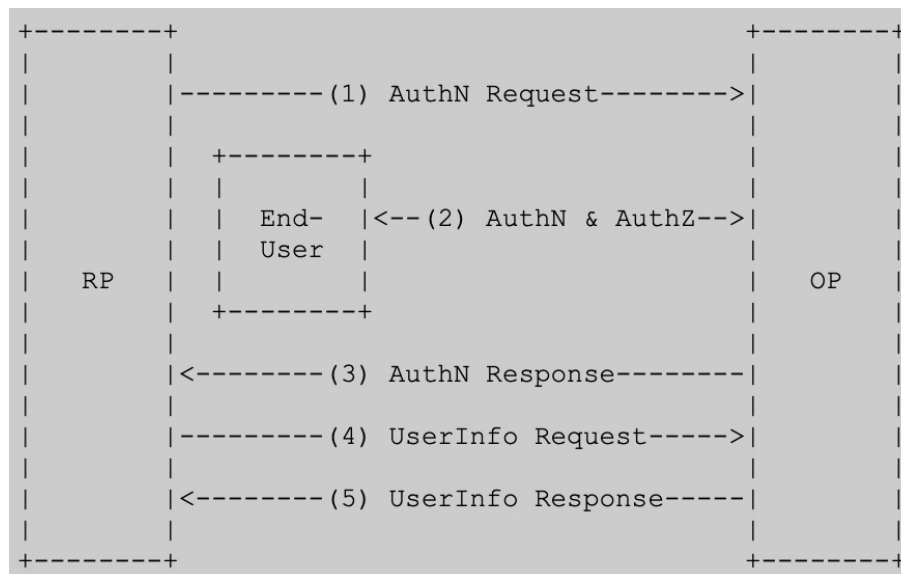 (1) AuthN Request
End-
(2) AuthN & AuthZ
User
RP
OP
(3) AuthN Response
(4) UserInfo Request
(5) UserInfo Response